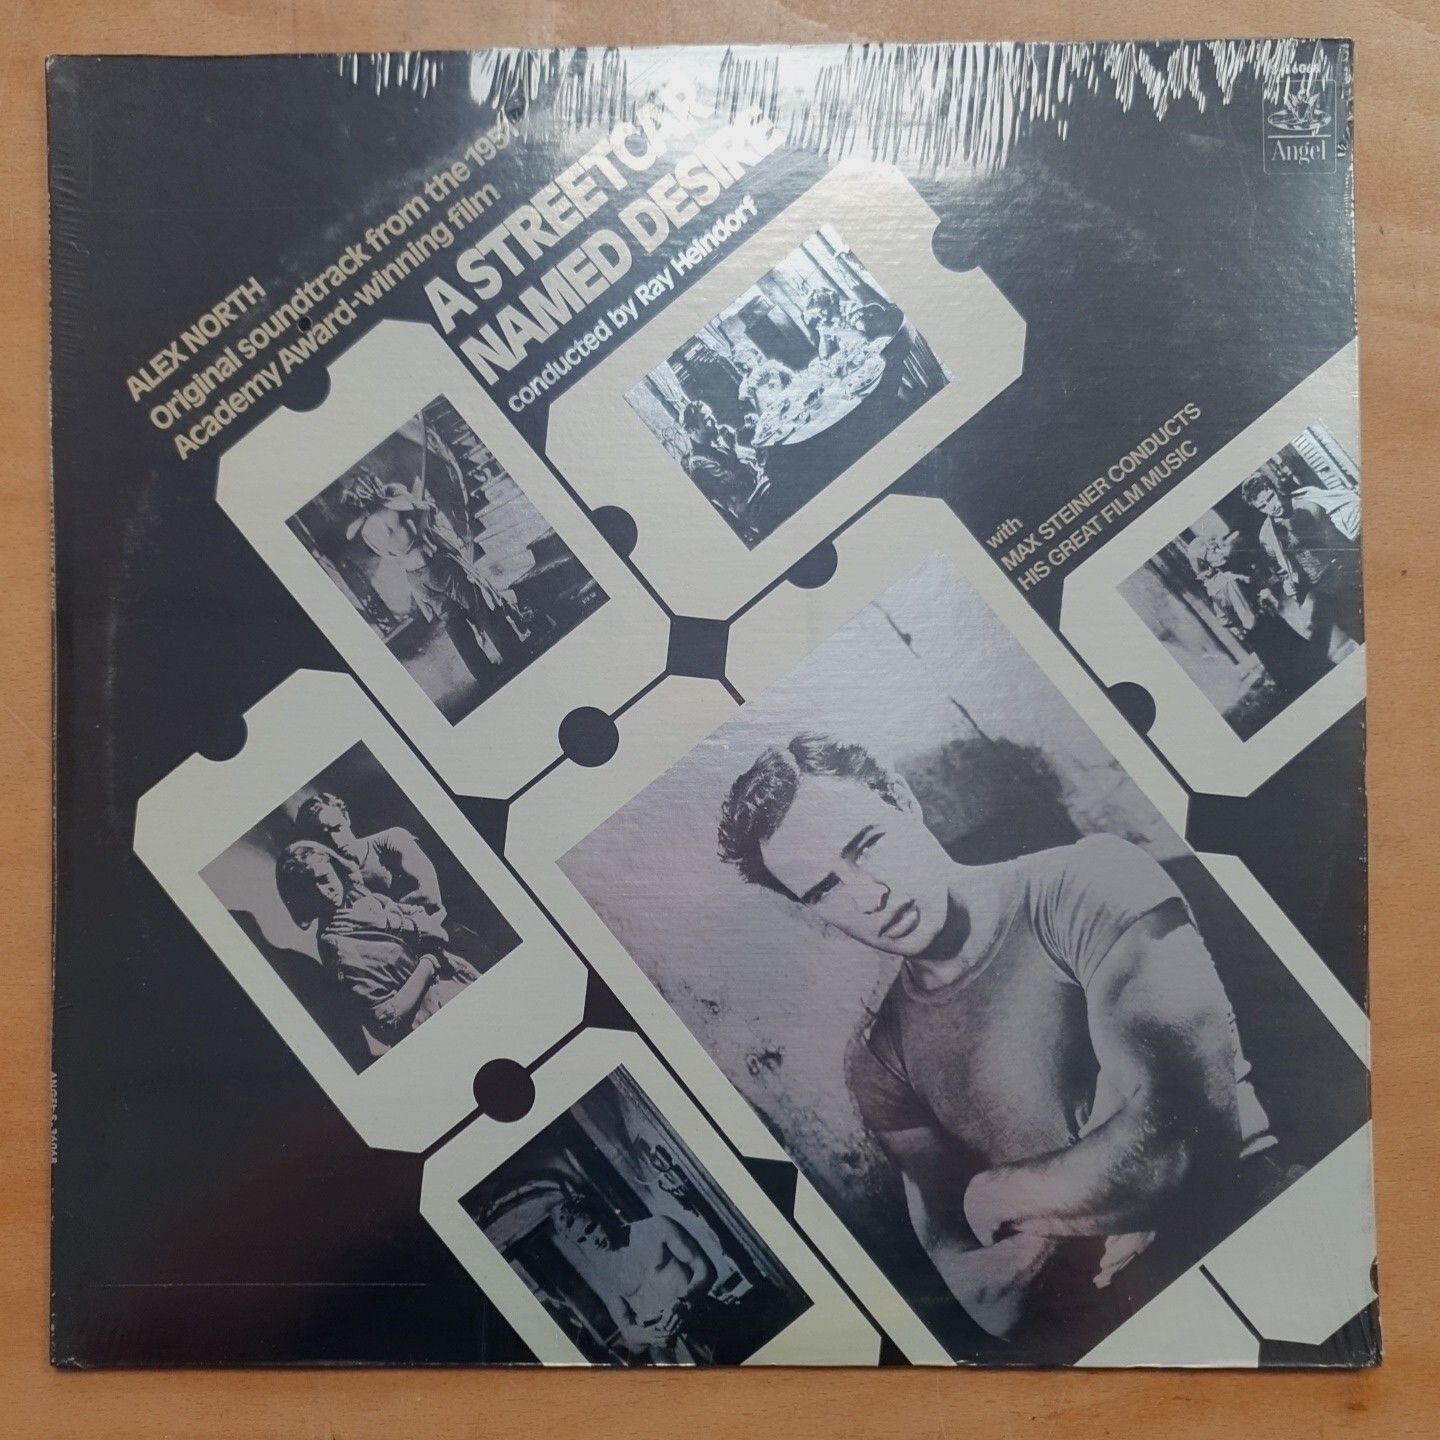 ALEX NORTH
Original soundtrack from the 1951
Academy Award-winning film
A STREETCAR
NAMED DESIRE
conducted by Ray Heindorf
with
MAX STEINER CONDUCTS
HIS GREAT FILM MUSIC
Angel